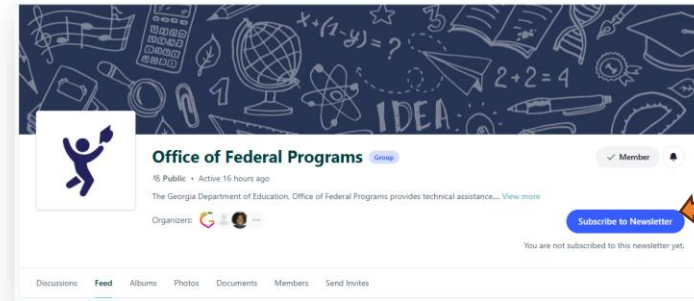 X+(1-y)=?
2+2=4
IDEA
Office of Federal Programs Group
Public • Active 16 hours ago
The Georgia Department of Education, Office of Federal Programs provides technical assistance.... View more
Organizers:
✓ Member
Subscribe to Newsletter
You are not subscribed to this newsletter yet.
Discussions Feed Albums Photos Documents Members Send Invites